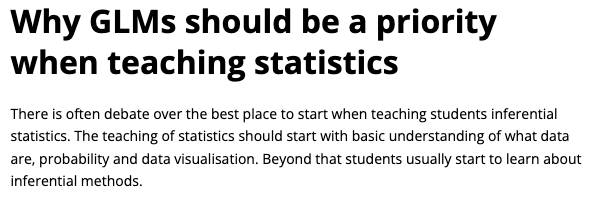 Why GLMs should be a priority
when teaching statistics
There is often debate over the best place to start when teaching students inferential
statistics. The teaching of statistics should start with basic understanding of what data
are, probability and data visualisation. Beyond that students usually start to learn about
inferential methods.